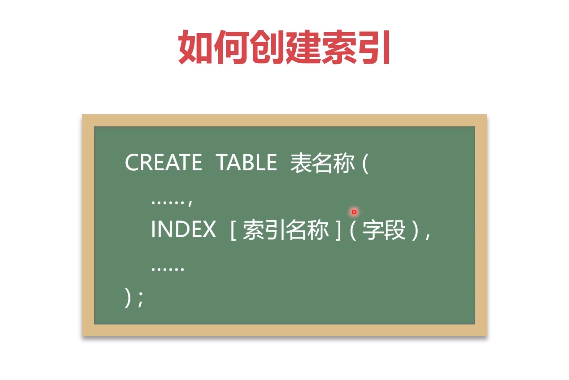 如何创建索引
CREATE TABLE 表名称 (
……,
INDEX [ 索引名称 ] ( 字段 ) ,
……
) ;